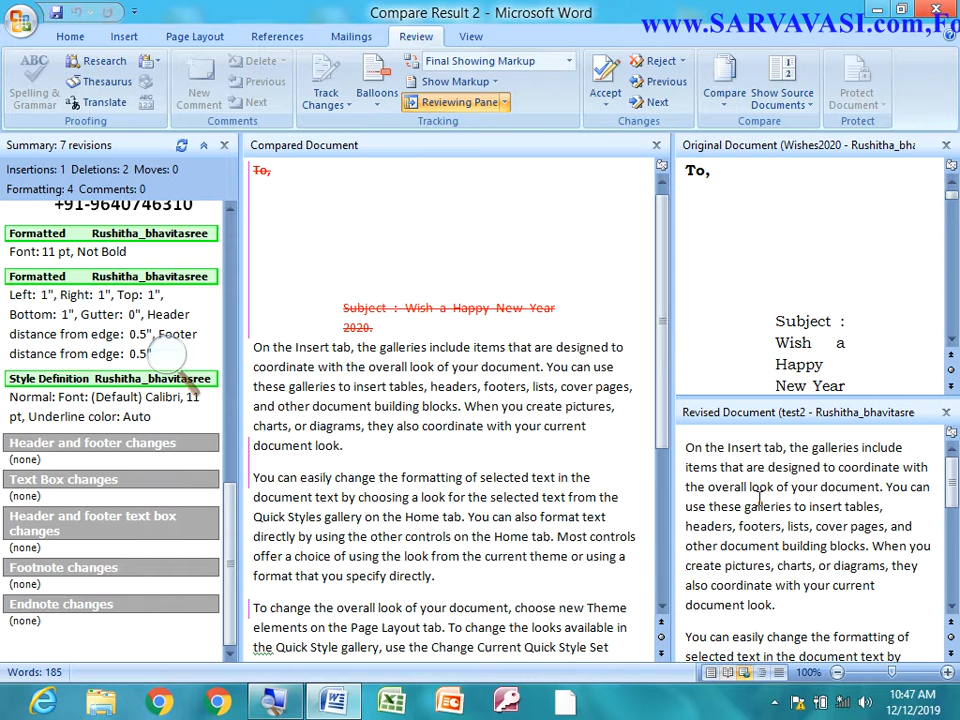 Compare Result 2 - Microsoft Word
www.SARVAVASI.com,Fo
Home Insert Page Layout References Mailings Review View
ABC
Spelling & Grammar
Research
Thesaurus
Translate
Proofing
New Comment
Delete
Previous
Next
Comments
Track Changes
Balloons
Final Showing Markup
Show Markup
Reviewing Pane
Tracking
Accept
Reject
Previous
Next
Changes
Compare
Show Source Documents
Compare
Protect Document
Protect
Summary: 7 revisions
Insertions: 1 Deletions: 2 Moves: 0
Formatting: 4 Comments: 0
+91-9640746310
Formatted Rushitha_bhavitasree
Font: 11 pt, Not Bold
Formatted Rushitha_bhavitasree
Left: 1", Right: 1", Top: 1",
Bottom: 1", Gutter: 0", Header
distance from edge: 0.5", Footer
distance from edge: 0.5"
Style Definition Rushitha_bhavitasree
Normal: Font: (Default) Calibri, 11
pt, Underline color: Auto
Header and footer changes
(none)
Text Box changes
(none)
Header and footer text box
changes
(none)
Footnote changes
(none)
Endnote changes
(none)
Compared Document
To,
Subject : Wish a Happy New Year
2020.
On the Insert tab, the galleries include items that are designed to
coordinate with the overall look of your document. You can use
these galleries to insert tables, headers, footers, lists, cover pages,
and other document building blocks. When you create pictures,
charts, or diagrams, they also coordinate with your current
document look.
You can easily change the formatting of selected text in the
document text by choosing a look for the selected text from the
Quick Styles gallery on the Home tab. You can also format text
directly by using the other controls on the Home tab. Most controls
offer a choice of using the look from the current theme or using a
format that you specify directly.
To change the overall look of your document, choose new Theme
elements on the Page Layout tab. To change the looks available in
the Quick Style gallery, use the Change Current Quick Style Set
Original Document (Wishes2020 - Rushitha_bha
To,
Subject :
Wish a
Happy
New Year
Revised Document (test2 - Rushitha_bhavitasre
On the Insert tab, the galleries include
items that are designed to coordinate with
the overall look of your document. You can
use these galleries to insert tables,
headers, footers, lists, cover pages, and
other document building blocks. When you
create pictures, charts, or diagrams, they
also coordinate with your current
document look.
You can easily change the formatting of
selected text in the document text by
Words: 185
100%
10:47 AM
12/12/2019